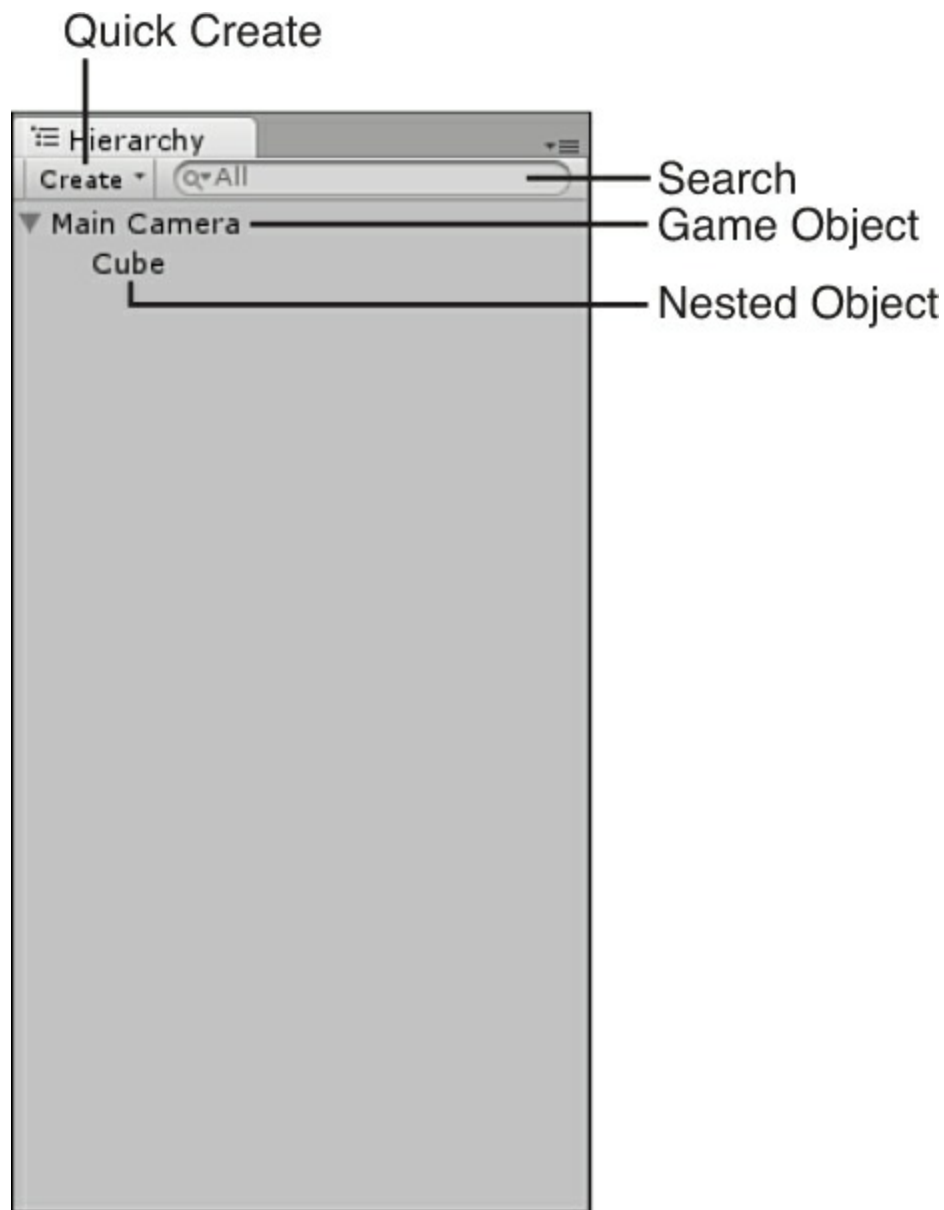 Quick Create
Hierarchy
Create All
Search
Main Camera
Game Object
Cube
Nested Object